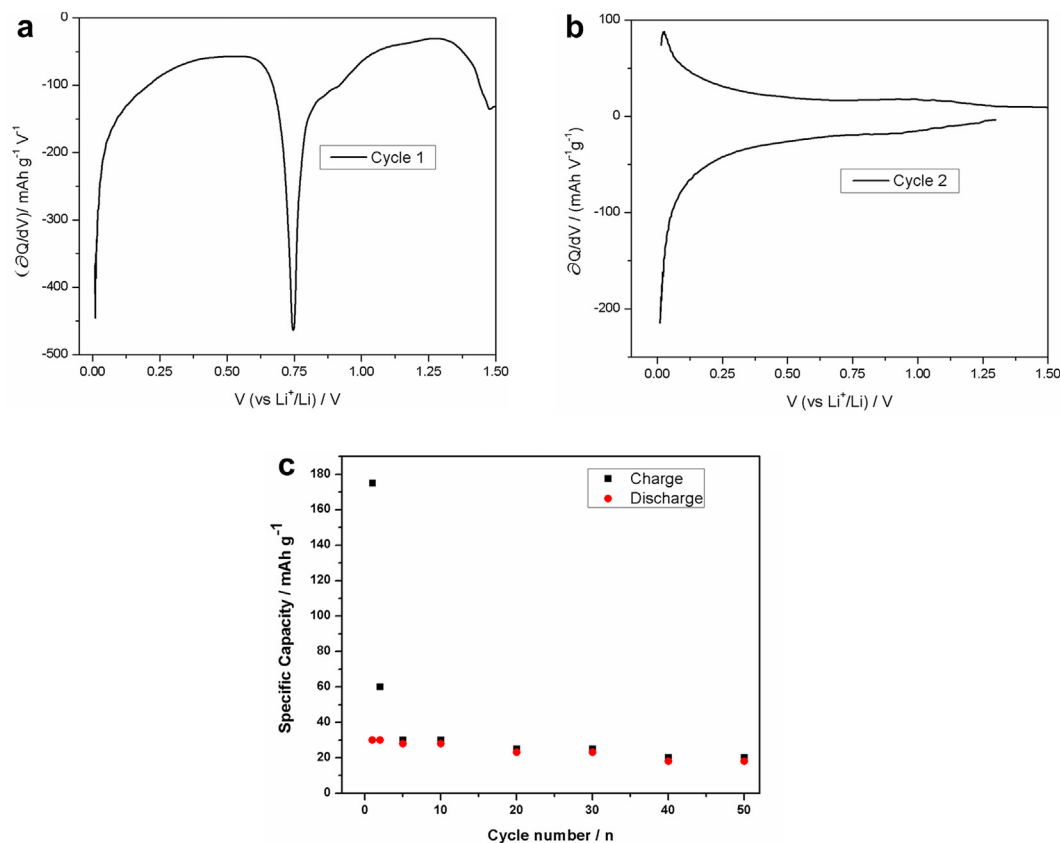 a
0
-100
-200
-300
-400
-500
(∂Q/dV)/ mAh g⁻¹ V⁻¹
Cycle 1
0.00 0.25 0.50 0.75 1.00 1.25 1.50
V (vs Li⁺/Li) / V
b
100
0
-100
-200
∂Q/dV / (mAh V⁻¹g⁻¹)
Cycle 2
0.00 0.25 0.50 0.75 1.00 1.25 1.50
V (vs Li⁺/Li) / V
c
180
160
140
120
100
80
60
40
20
0
Specific Capacity / mAh g⁻¹
Charge
Discharge
0 10 20 30 40 50
Cycle number / n